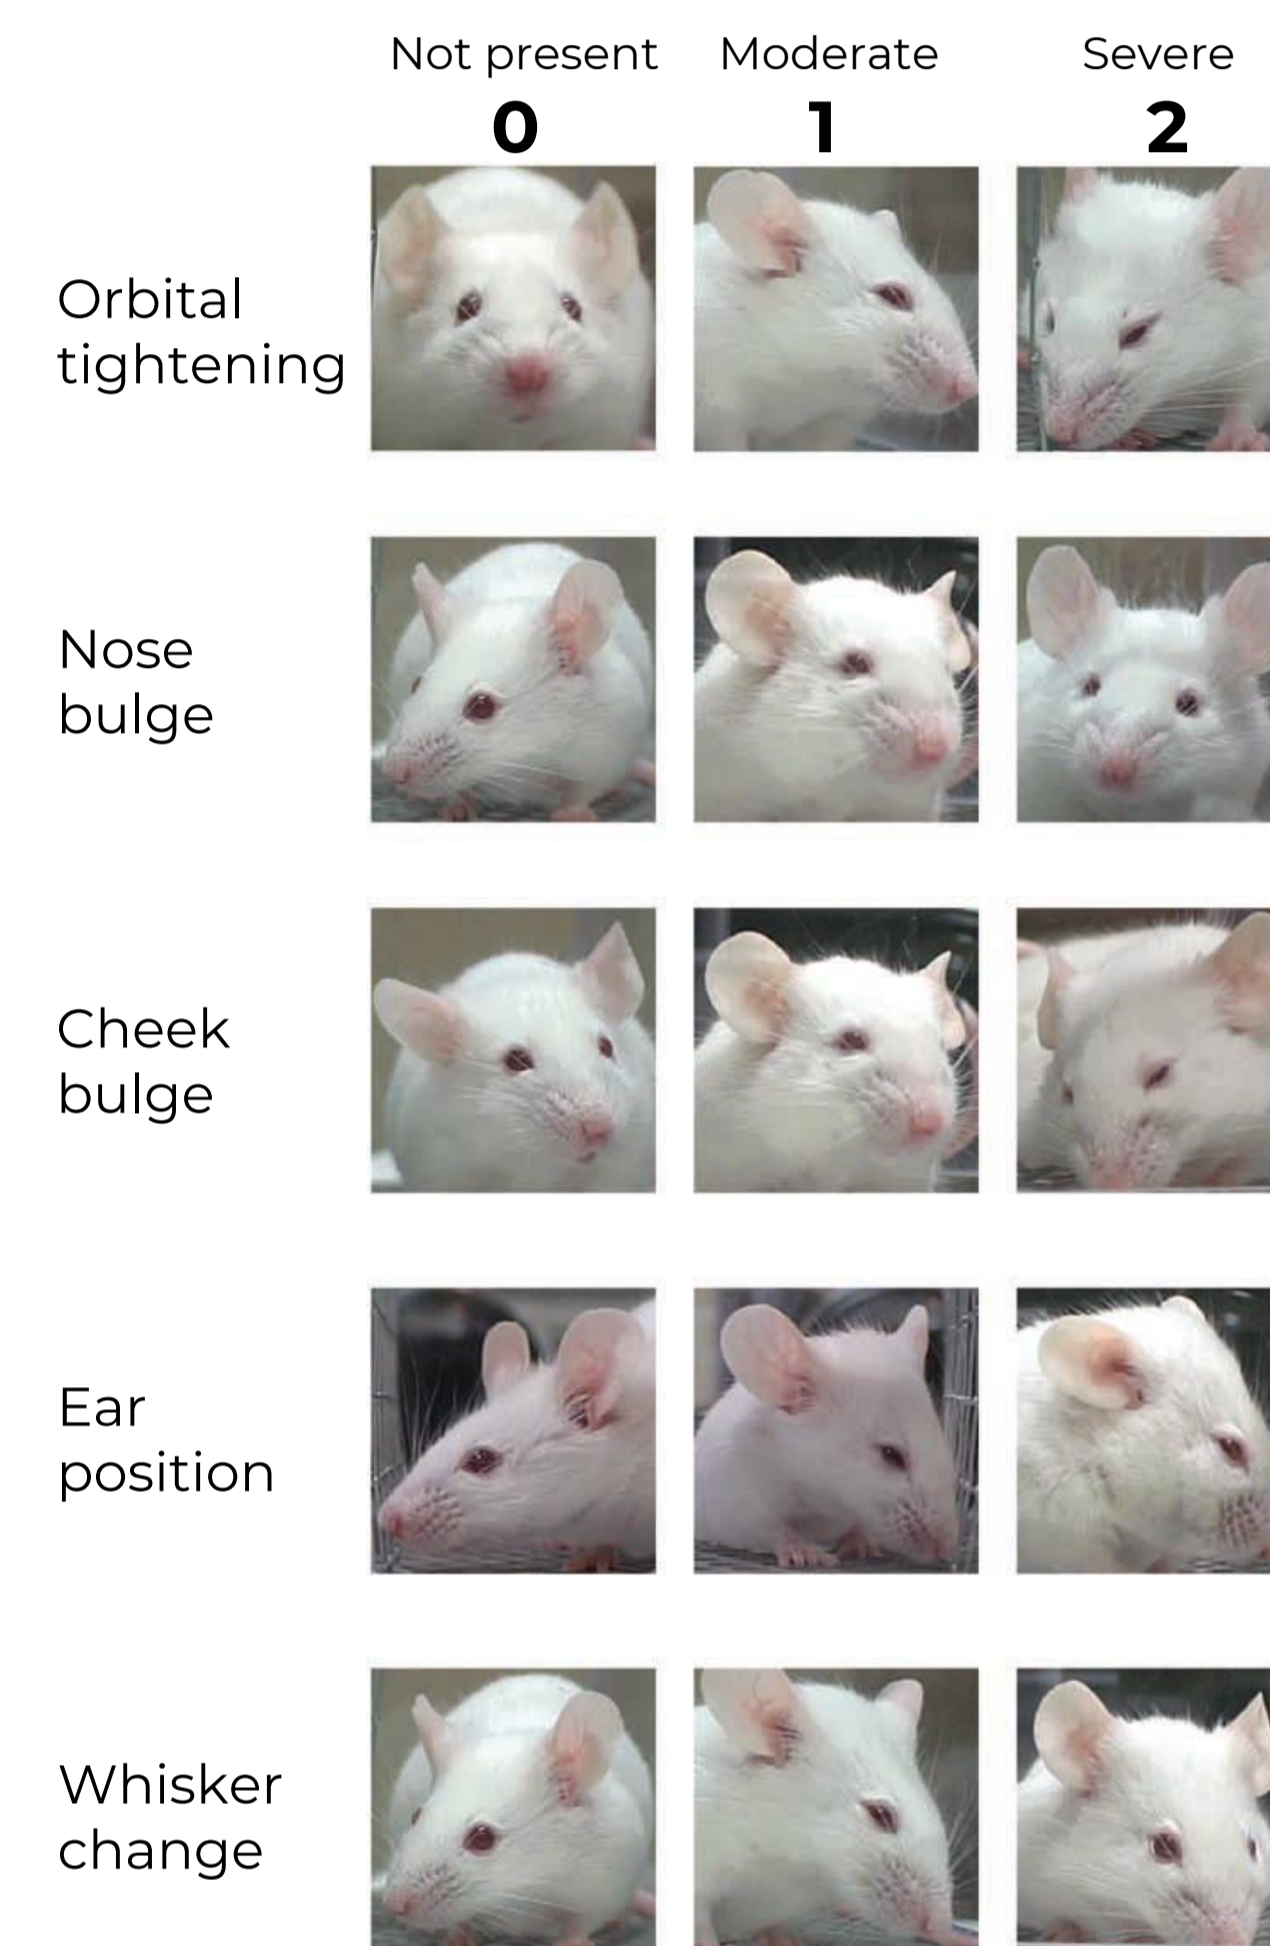 Not present Moderate Severe
0 1 2
Orbital
tightening
Nose
bulge
Cheek
bulge
Ear
position
Whisker
change